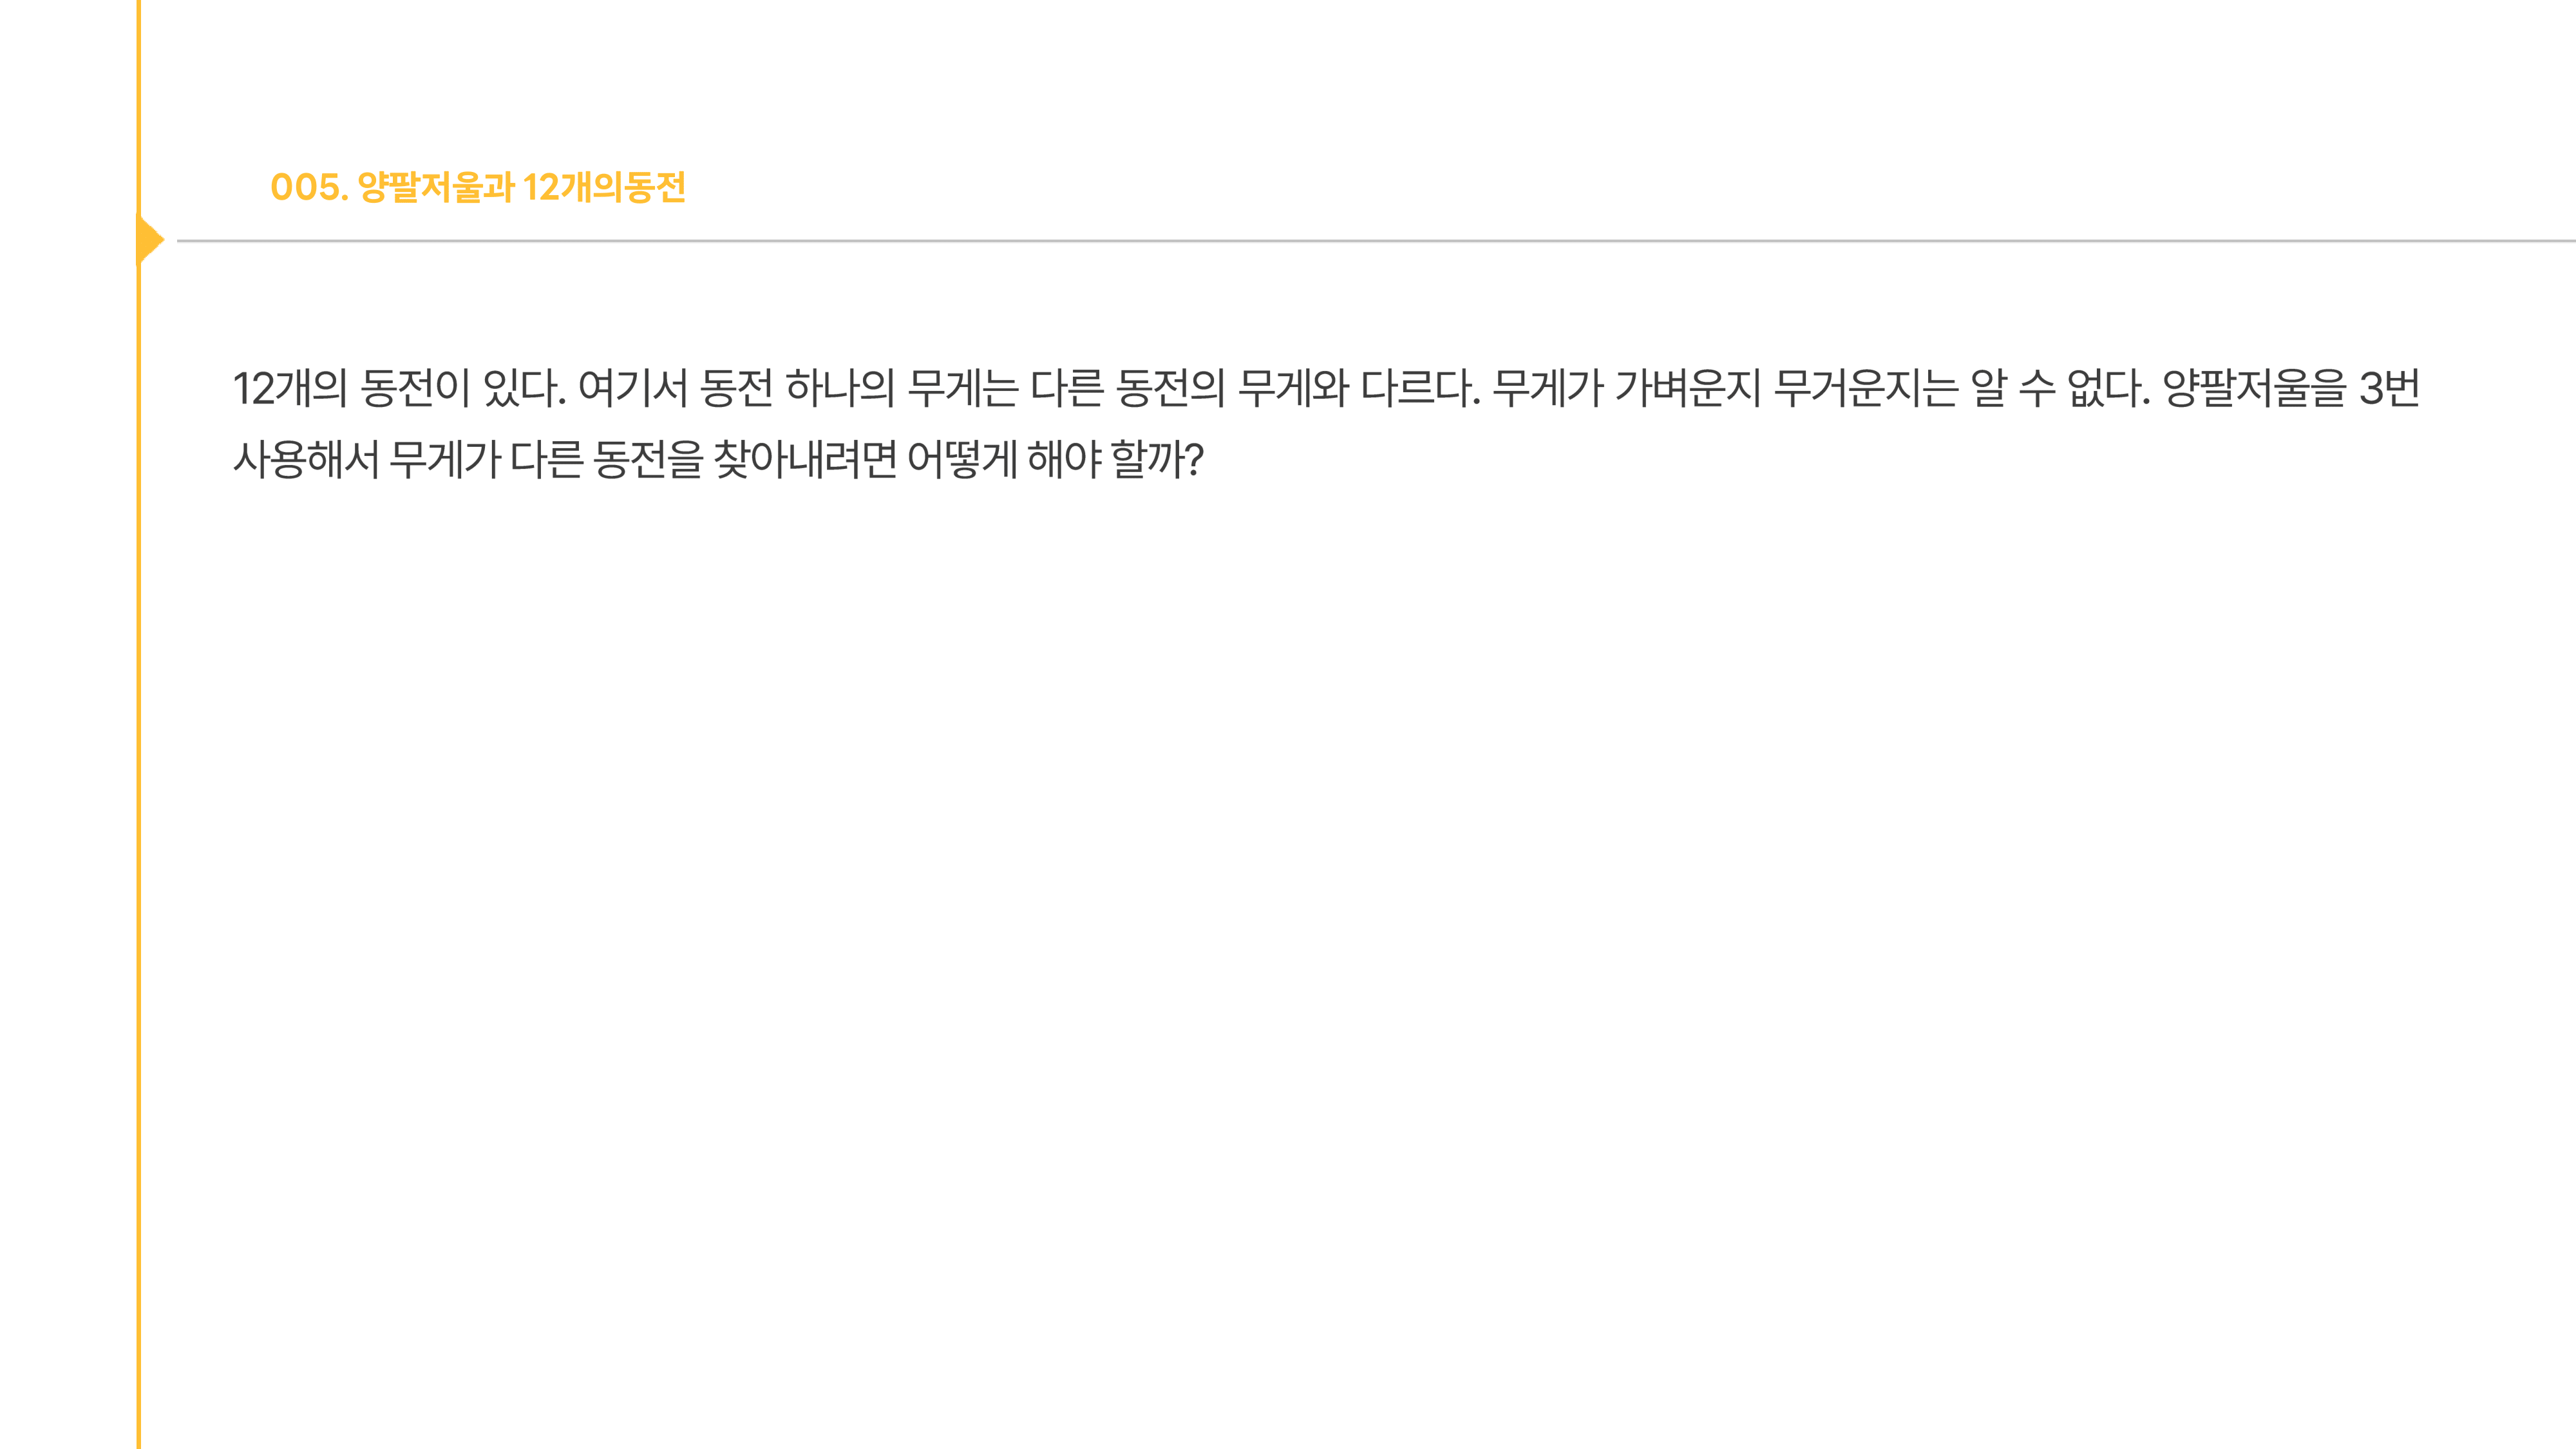 005. 양팔저울과 12개의동전
12개의 동전이 있다. 여기서 동전 하나의 무게는 다른 동전의 무게와 다르다. 무게가 가벼운지 무거운지는 알 수 없다. 양팔저울을 3번
사용해서 무게가 다른 동전을 찾아내려면 어떻게 해야 할까?